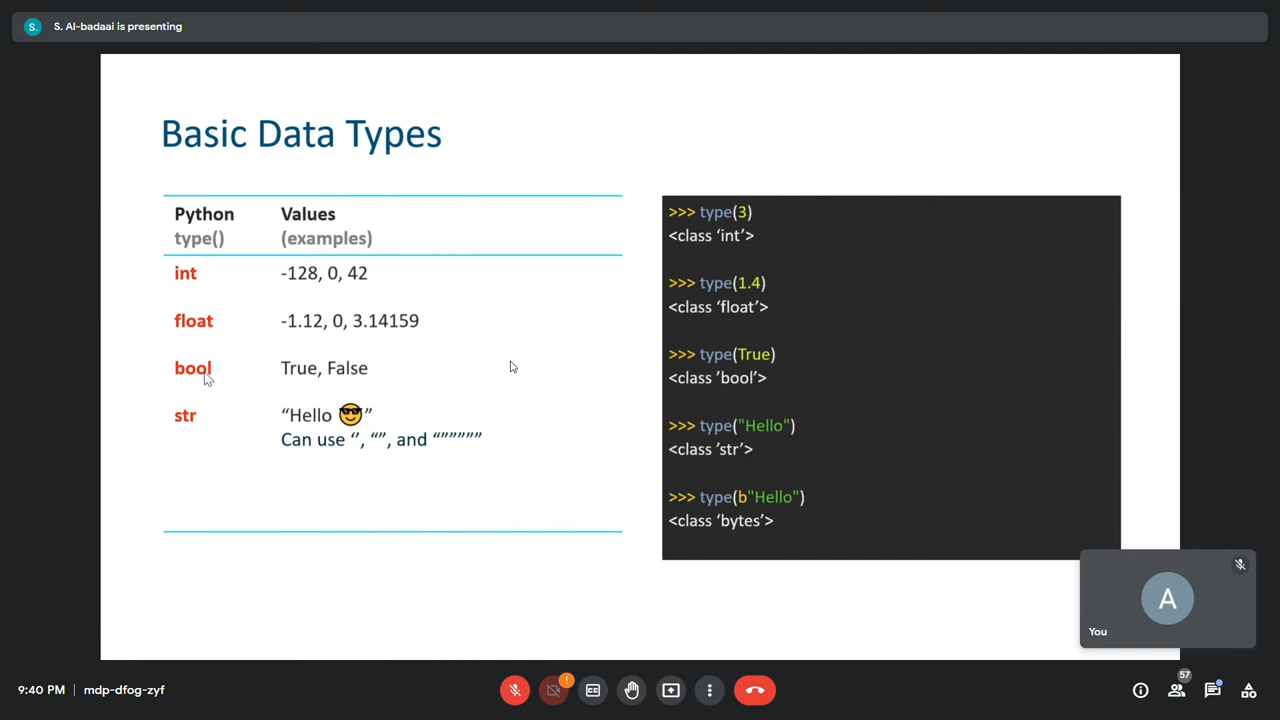 S. S. Al-badaai is presenting
Basic Data Types
Python Values
type() (examples)
int -128, 0, 42
float -1.12, 0, 3.14159
bool True, False
str “Hello 😎”
Can use ‘’, “”, and “”””””
>>> type(3)
<class ‘int’>
>>> type(1.4)
<class ‘float’>
>>> type(True)
<class ’bool’>
>>> type("Hello")
<class ’str’>
>>> type(b"Hello")
<class ‘bytes’>
A
You
9:40 PM | mdp-dfog-zyf
CC
57